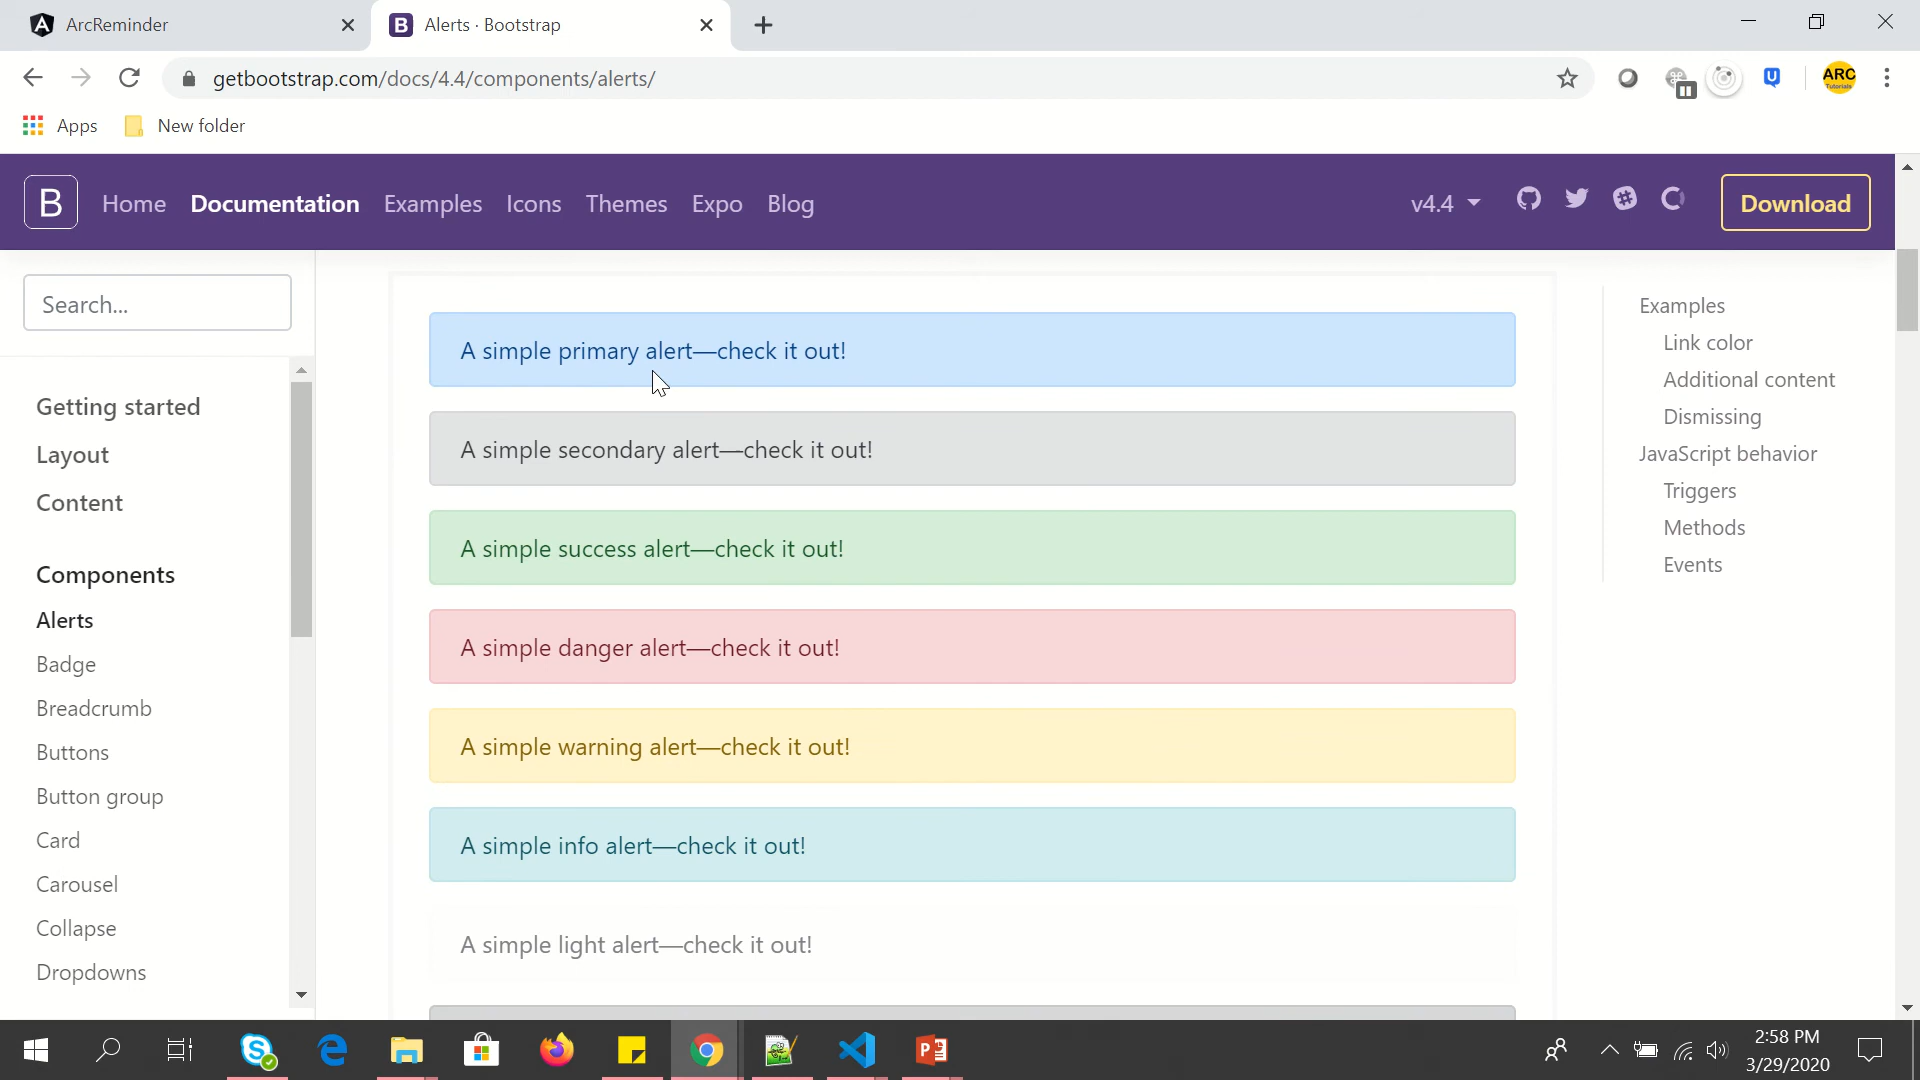 ArcReminder
Alerts · Bootstrap
getbootstrap.com/docs/4.4/components/alerts/
ARC
Tutorials
Apps
New folder
B Home Documentation Examples Icons Themes Expo Blog v4.4 Download
Search...
Getting started
Layout
Content
Components
Alerts
Badge
Breadcrumb
Buttons
Button group
Card
Carousel
Collapse
Dropdowns
A simple primary alert—check it out!
A simple secondary alert—check it out!
A simple success alert—check it out!
A simple danger alert—check it out!
A simple warning alert—check it out!
A simple info alert—check it out!
A simple light alert—check it out!
Examples
Link color
Additional content
Dismissing
JavaScript behavior
Triggers
Methods
Events
2:58 PM
3/29/2020